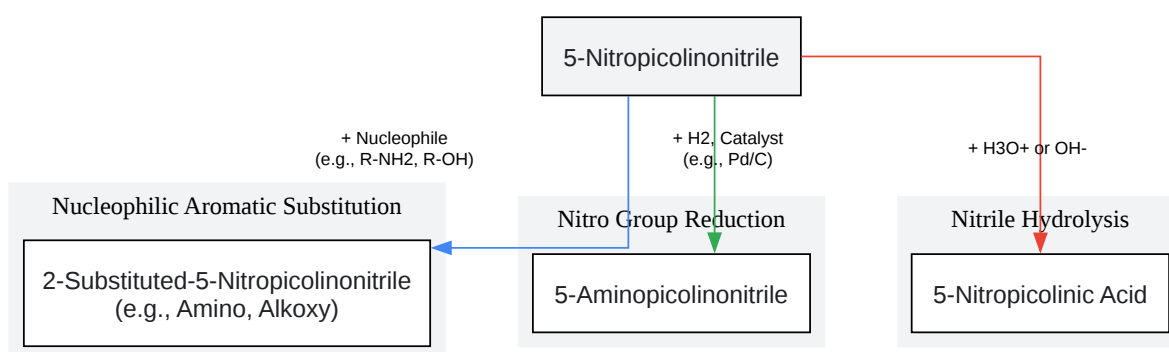 5-Nitropicolinonitrile
+ Nucleophile
(e.g., R-NH2, R-OH)
+ H2, Catalyst
(e.g., Pd/C)
+ H3O+ or OH-
Nucleophilic Aromatic Substitution
Nitro Group Reduction
Nitrile Hydrolysis
2-Substituted-5-Nitropicolinonitrile
(e.g., Amino, Alkoxy)
5-Aminopicolinonitrile
5-Nitropicolinic Acid